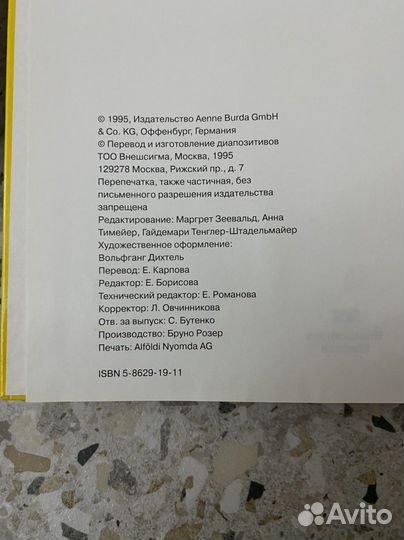 © 1995, Издательство Aenne Burda GmbH
& Co. KG, Оффенбург, Германия
© Перевод и изготовление диапозитивов
ТОО Внешсигма, Москва, 1995
129278 Москва, Рижский пр., д. 7
Перепечатка, также частичная, без
письменного разрешения издательства
запрещена
Редактирование: Маргрет Зеевальд, Анна
Тимейер, Гайдемари Тенглер-Штадельмайер
Художественное оформление:
Вольфганг Дихтель
Перевод: Е. Карпова
Редактор: Е. Борисова
Технический редактор: Е. Романова
Корректор: Л. Овчинникова
Отв. за выпуск: С. Бутенко
Производство: Бруно Розер
Печать: Alföldi Nyomda AG
ISBN 5-8629-19-11
Avito